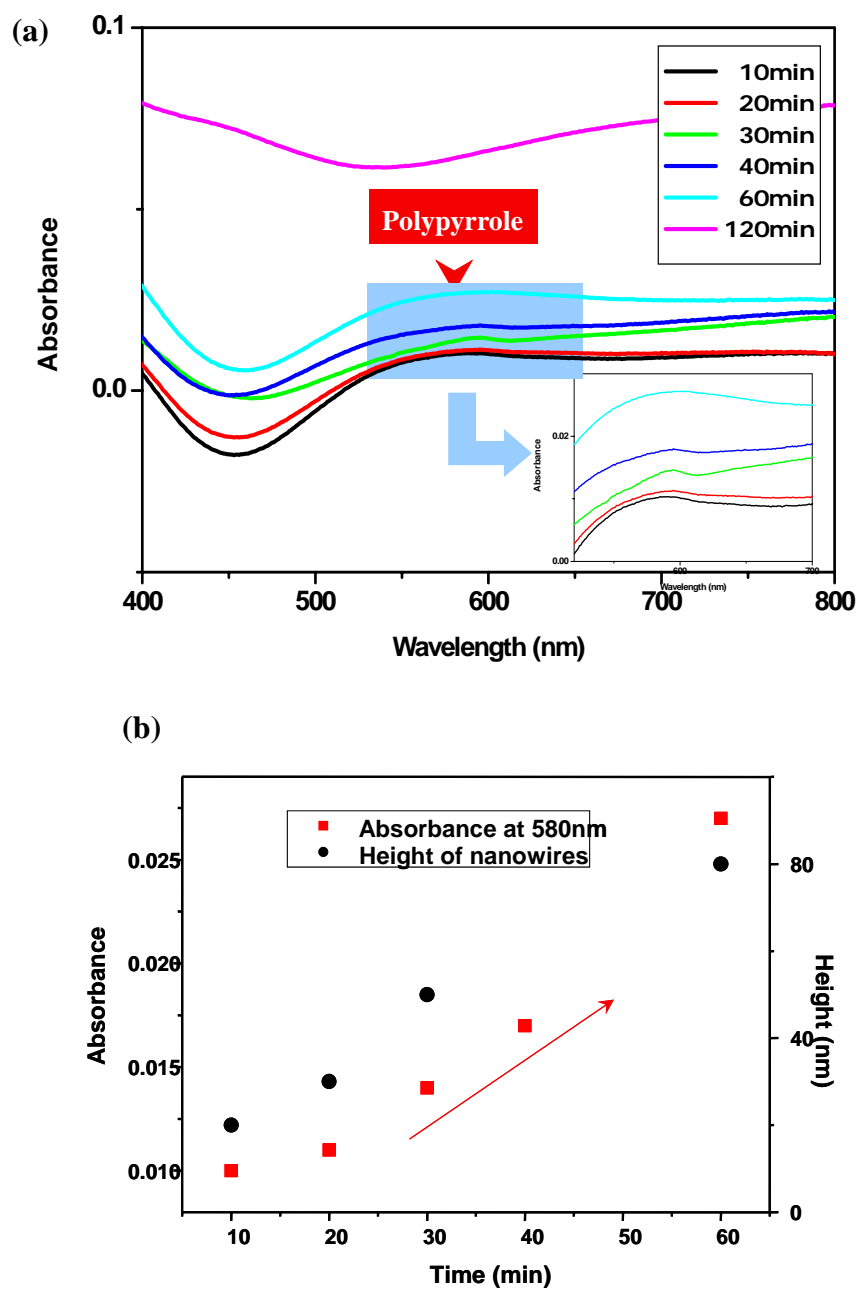 (a)
0.1
10min
20min
30min
40min
60min
120min
Polypyrrole
Absorbance
0.0
0.02
Absorbance
0.00
600
700
Wavelength (nm)
400
500
600
700
800
Wavelength (nm)
(b)
Absorbance at 580nm
Height of nanowires
0.025
0.020
0.015
0.010
Absorbance
80
40
0
Height (nm)
10
20
30
40
50
60
Time (min)